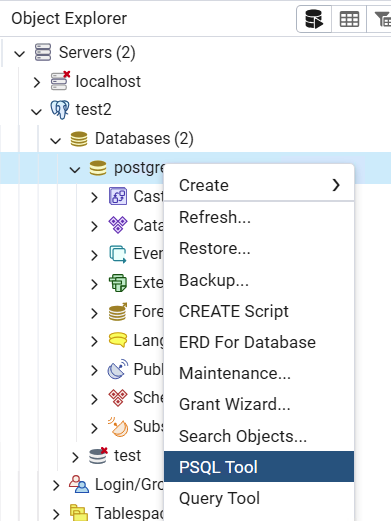 Object Explorer
Servers (2)
localhost
test2
Databases (2)
postgre
Create
Cast
Refresh...
Cata
Restore...
Even
Backup...
Exte
CREATE Script
Fore
ERD For Database
Lang
Maintenance...
Publ
Grant Wizard...
Sche
Search Objects...
Subs
PSQL Tool
test
Query Tool
Login/Gro
Tablespac